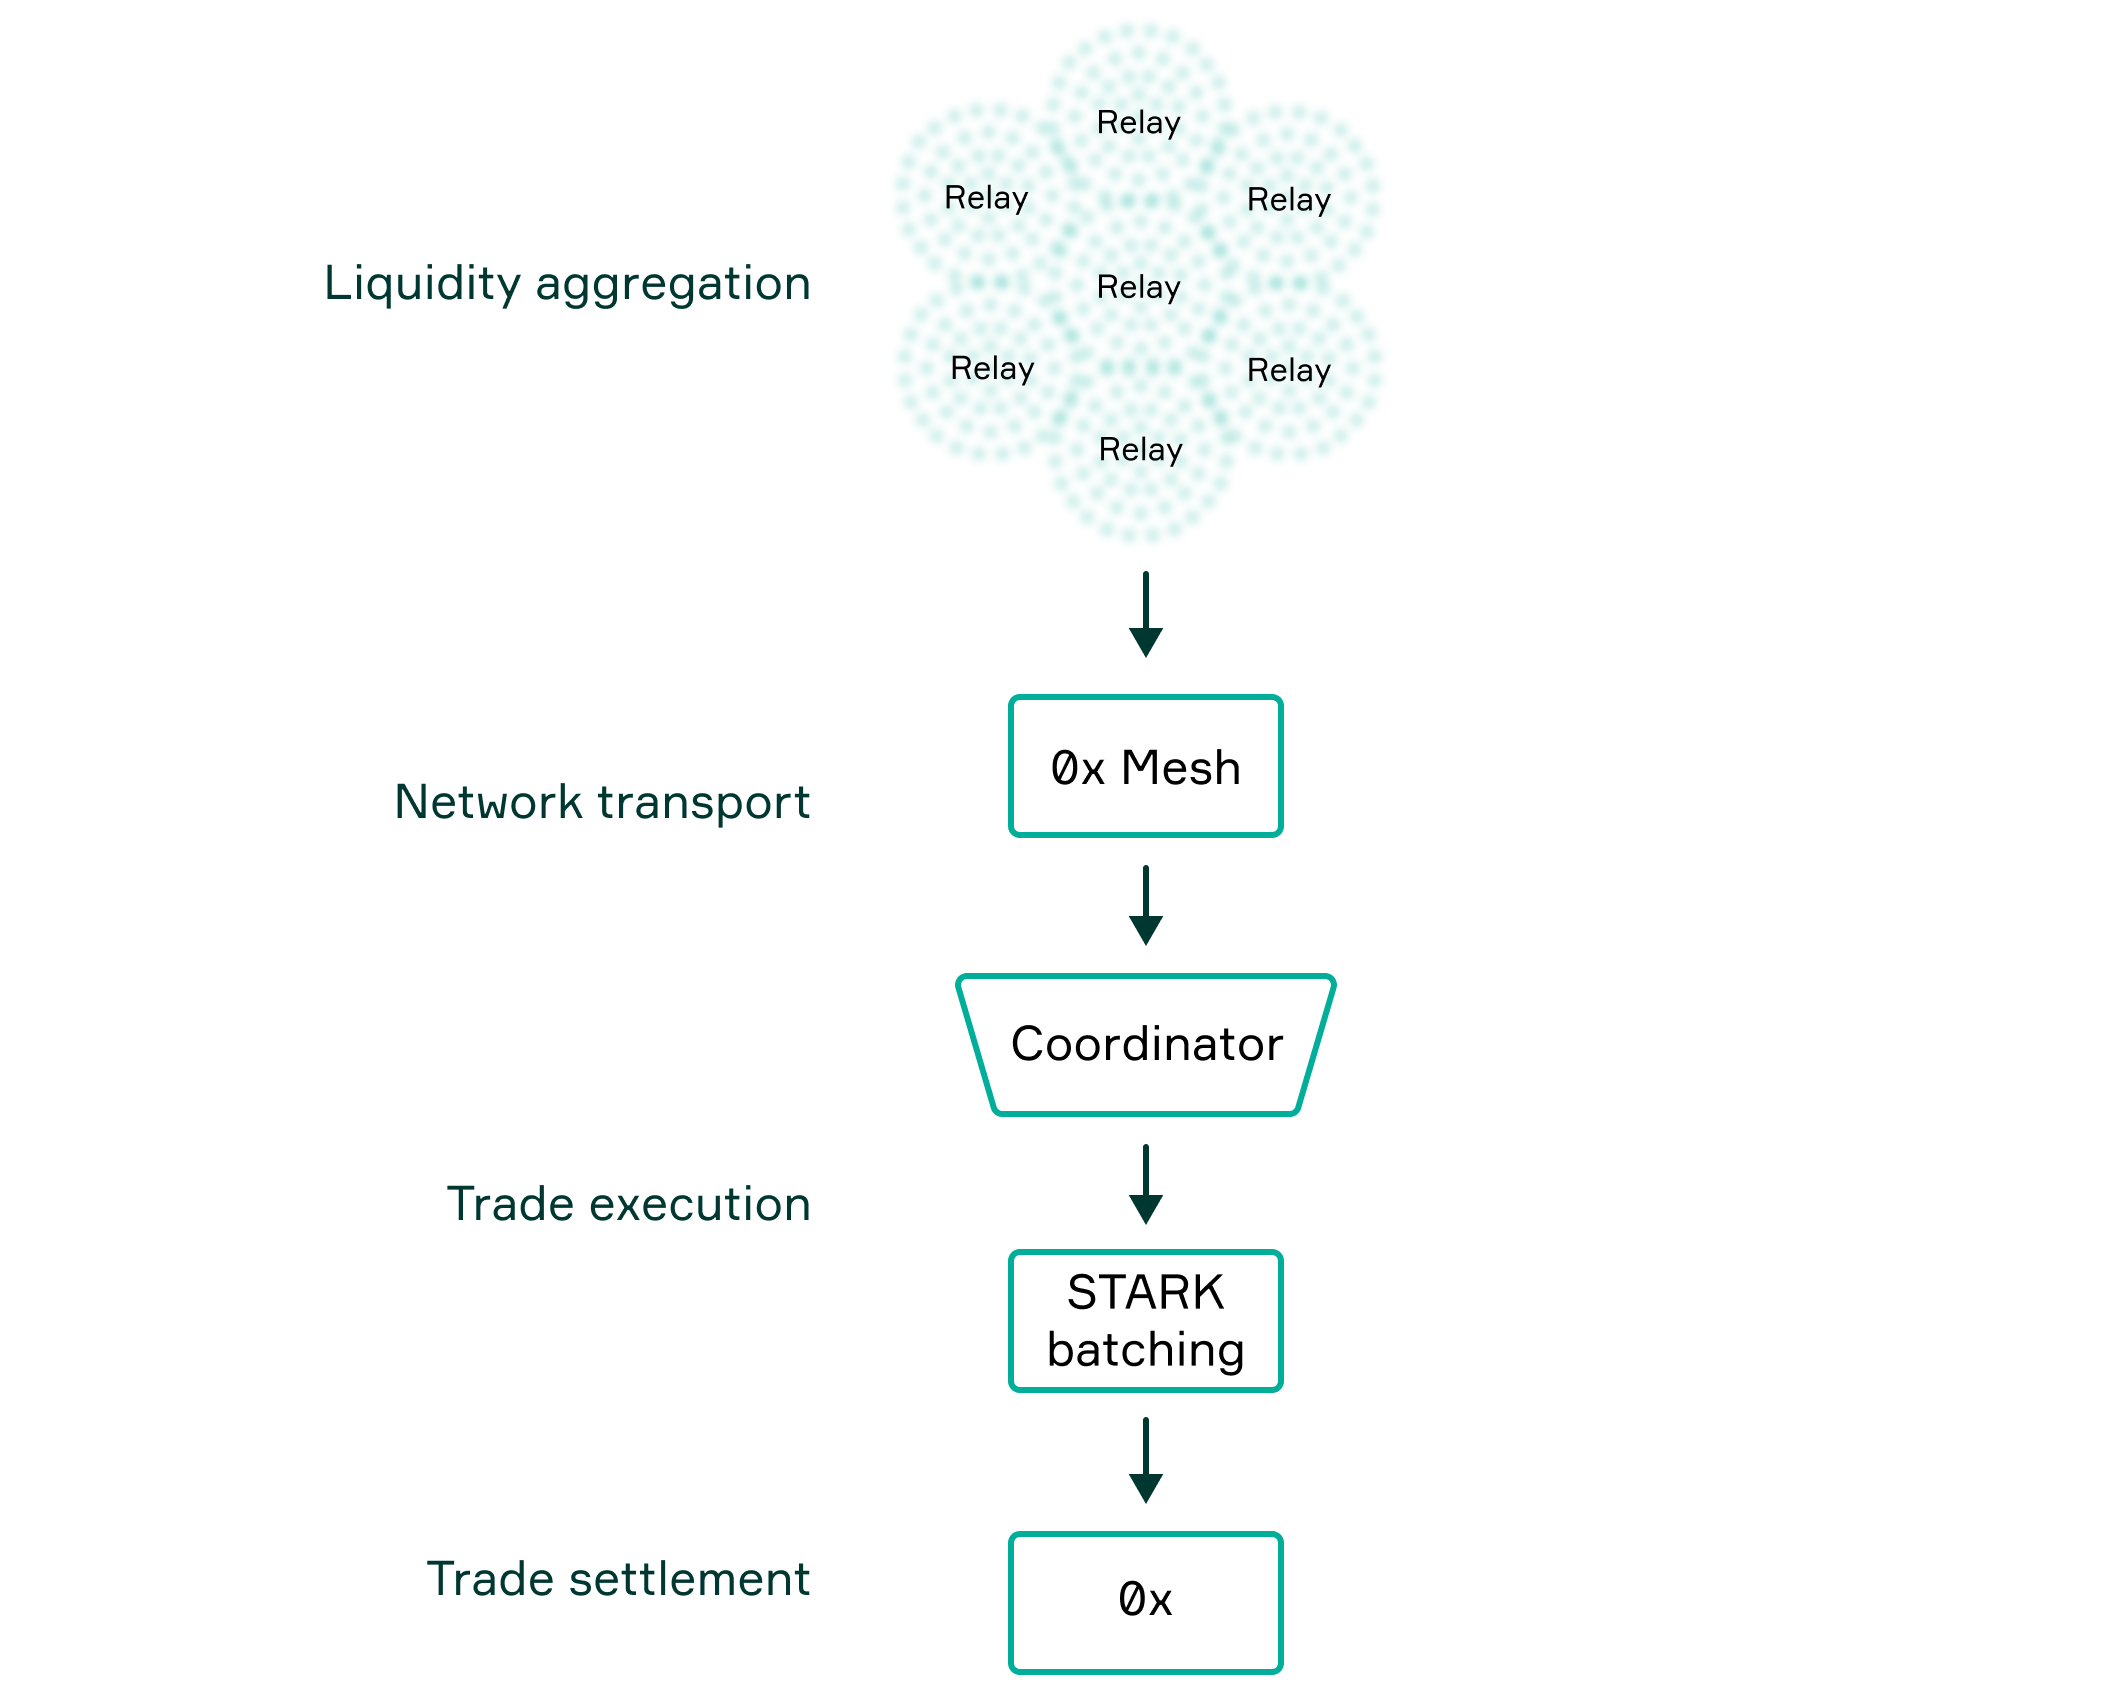 Relay
Relay
Relay
Liquidity aggregation
Relay
Relay
Relay
Relay
0x Mesh
Network transport
Coordinator
Trade execution
STARK
batching
Trade settlement
0x